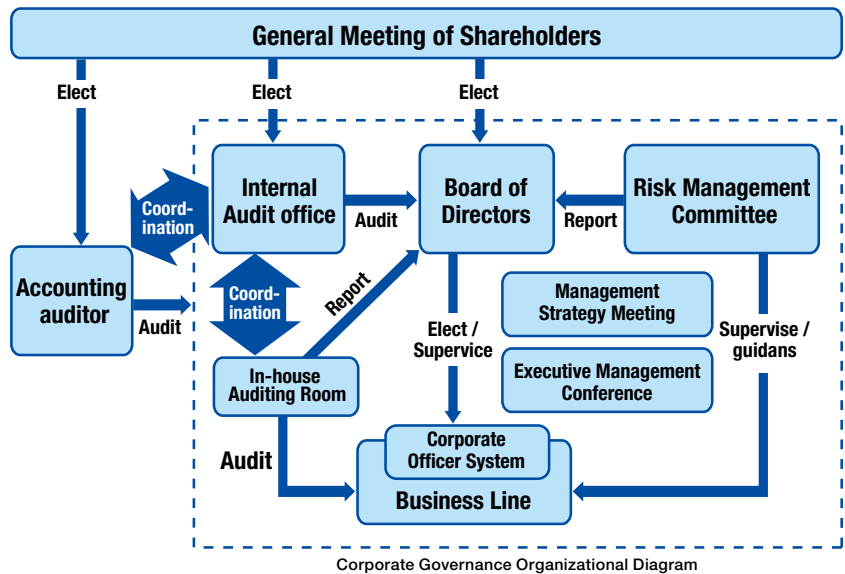 General Meeting of Shareholders
Elect
Elect
Elect
Coord-
ination
Internal
Audit office
Audit
Board of
Directors
Report
Risk Management
Committee
Accounting
auditor
Audit
Coord-
ination
Report
Elect /
Supervice
Management
Strategy Meeting
Supervise /
guidans
In-house
Auditing Room
Executive Management
Conference
Audit
Corporate
Officer System
Business Line
Corporate Governance Organizational Diagram